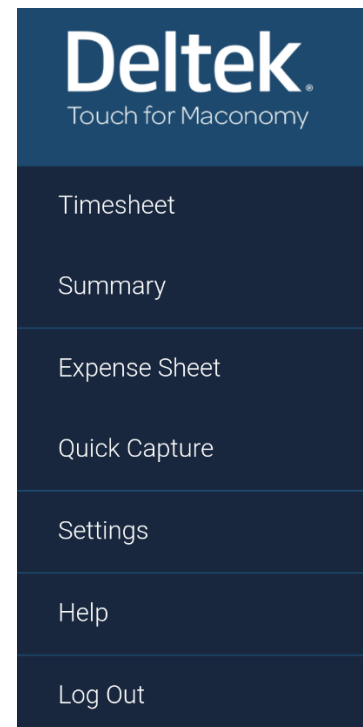 Deltek®
Touch for Maconomy
Timesheet
Summary
Expense Sheet
Quick Capture
Settings
Help
Log Out